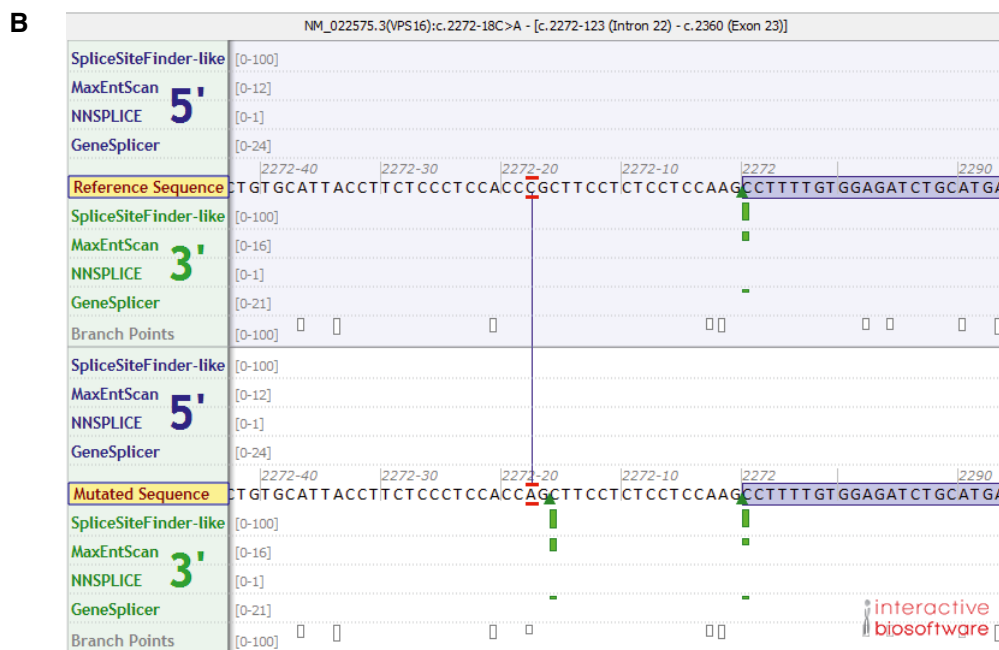 B
NM_022575.3(VPS16):c.2272-18C>A - [c.2272-123 (Intron 22) - c.2360 (Exon 23)]
SpliceSiteFinder-like [0-100]
MaxEntScan [0-12]
5'
NNSPLICE [0-1]
GeneSplicer [0-24]
2272-40 2272-30 2272-20 2272-10 2272 2290
Reference Sequence CTGTGCATTACCTTCTCCCTCCACCCGCTTCCTCTCCTCCAAGCCTTTTGTGGAGATCTGCATGA
SpliceSiteFinder-like [0-100]
MaxEntScan [0-16]
3'
NNSPLICE [0-1]
GeneSplicer [0-21]
Branch Points [0-100]
SpliceSiteFinder-like [0-100]
MaxEntScan [0-12]
5'
NNSPLICE [0-1]
GeneSplicer [0-24]
2272-40 2272-30 2272-20 2272-10 2272 2290
Mutated Sequence CTGTGCATTACCTTCTCCCTCCACCAGCTTCCTCTCCTCCAAGCCTTTTGTGGAGATCTGCATGA
SpliceSiteFinder-like [0-100]
MaxEntScan [0-16]
3'
NNSPLICE [0-1]
GeneSplicer [0-21]
Branch Points [0-100]
interactive
biosoftware